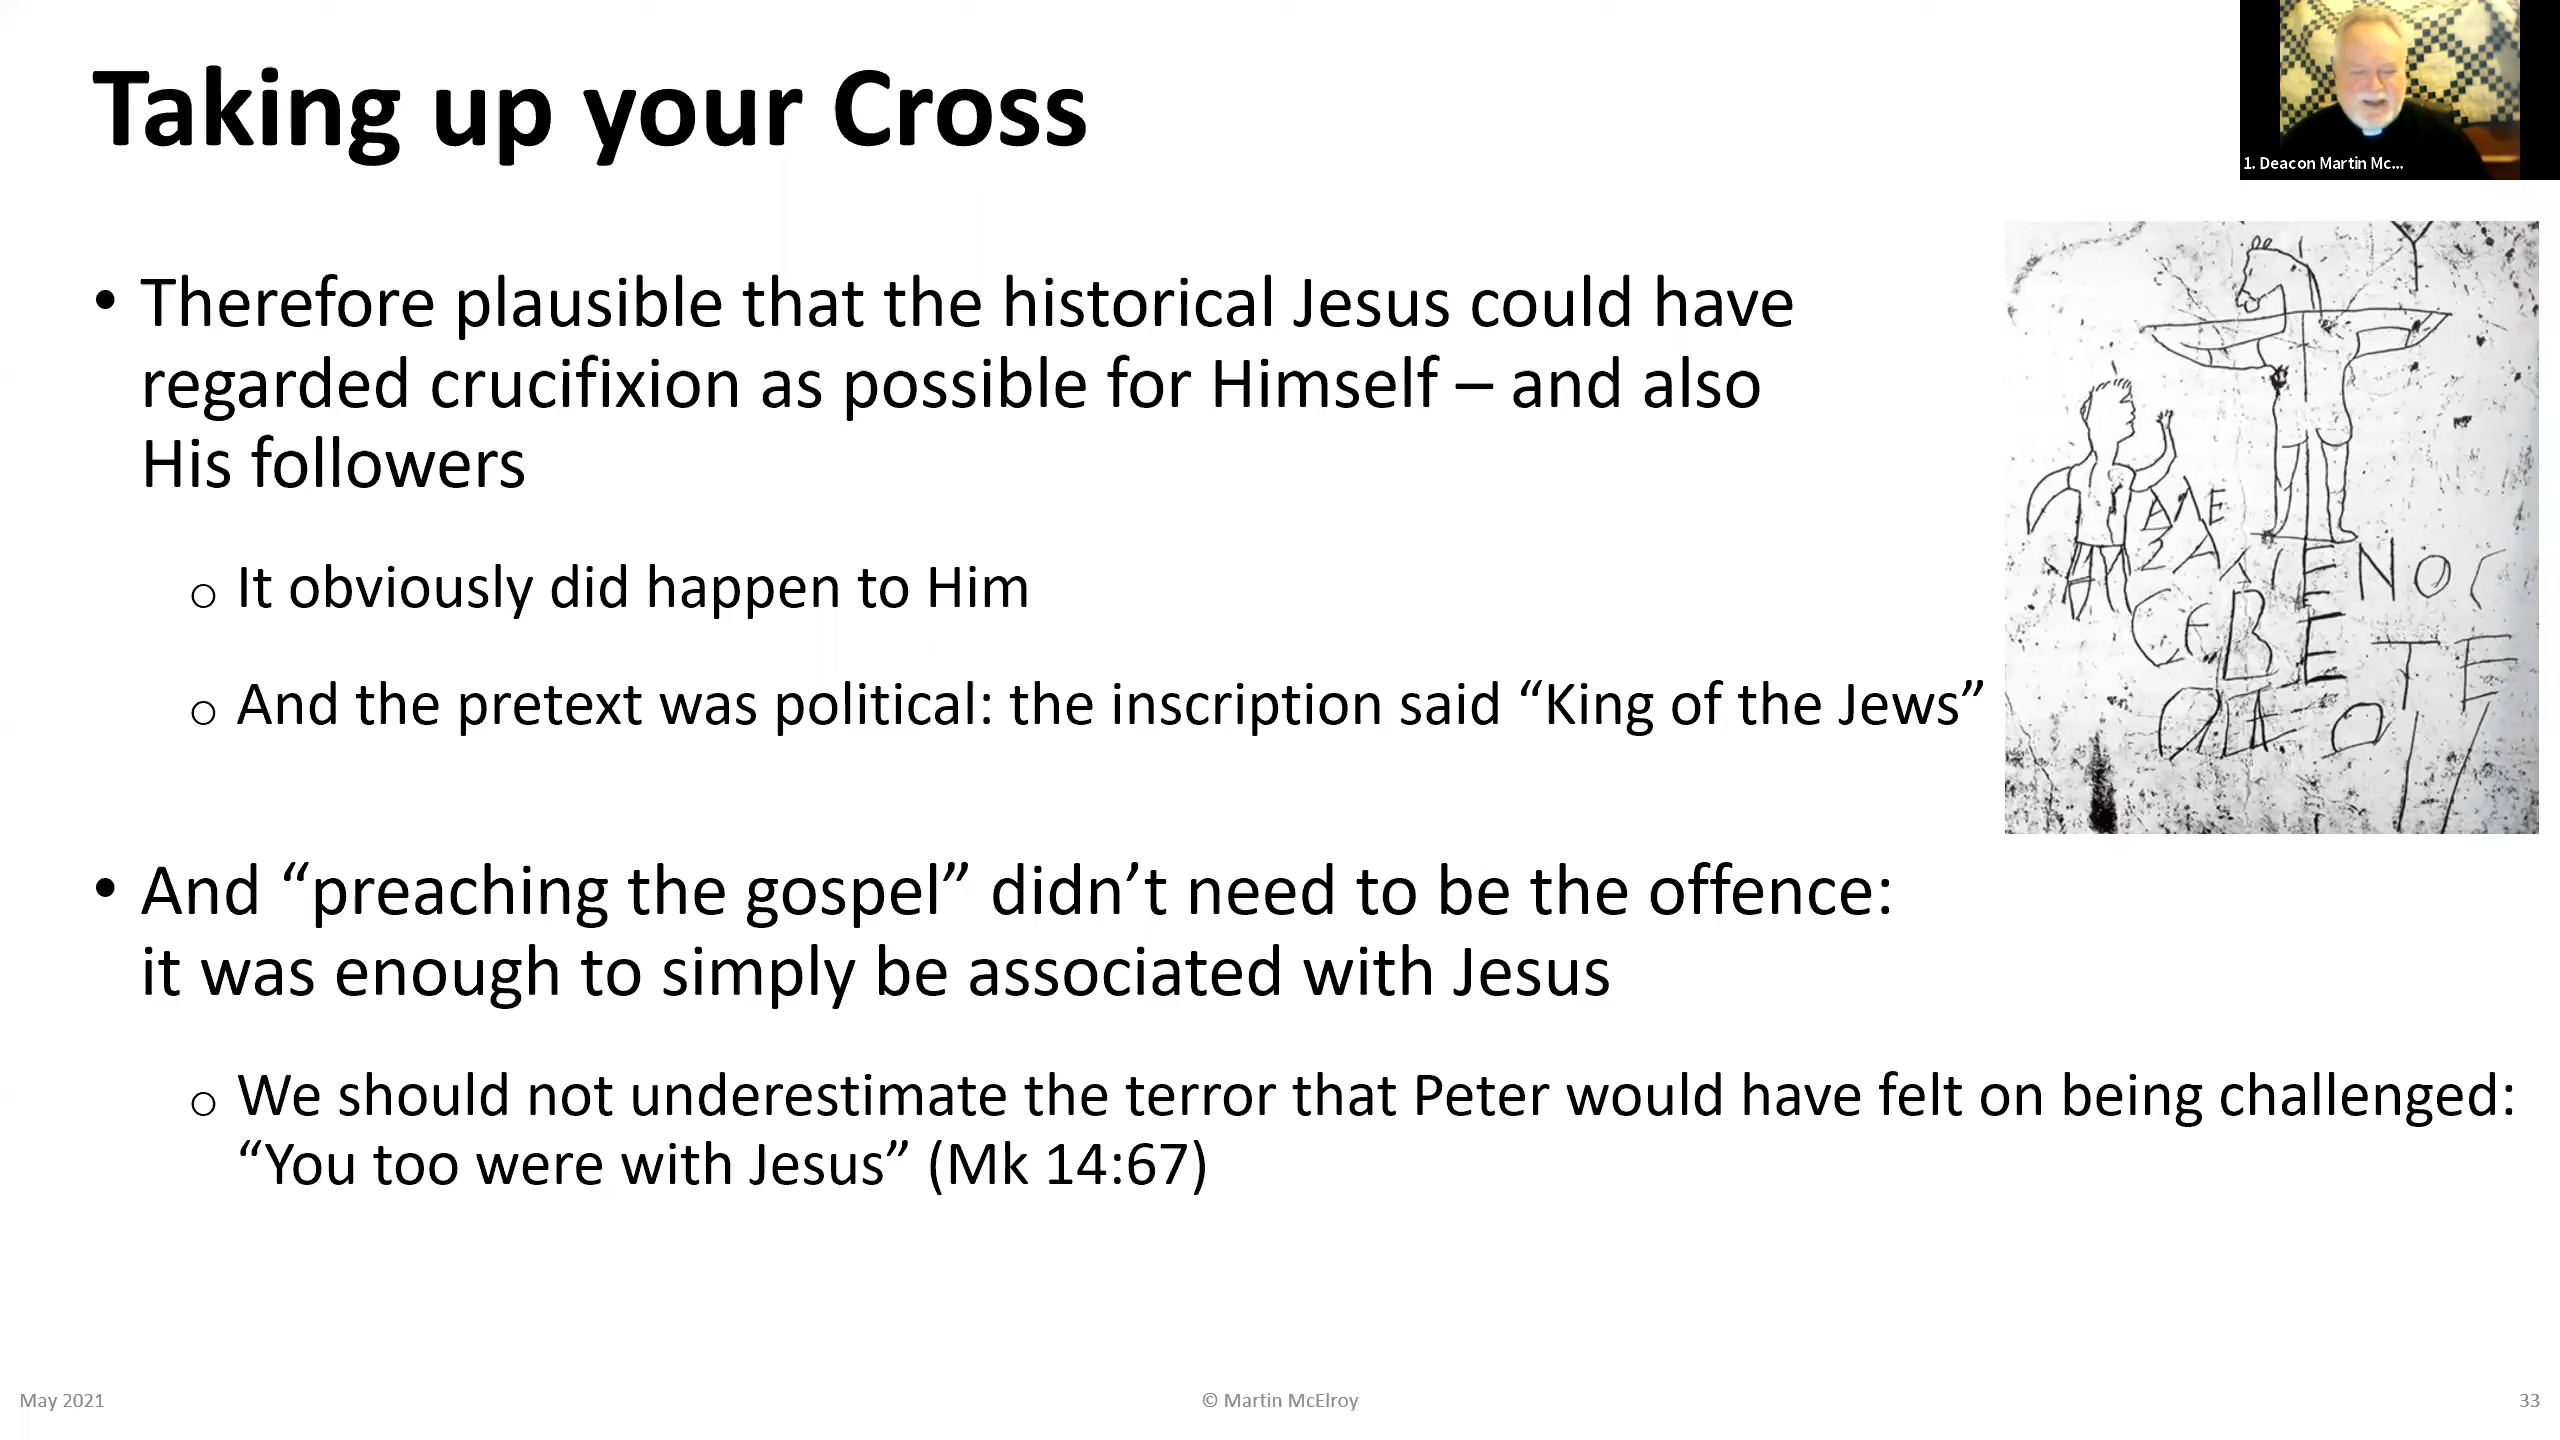 Taking up your Cross
1. Deacon Martin Mc...
• Therefore plausible that the historical Jesus could have
regarded crucifixion as possible for Himself – and also
His followers
o It obviously did happen to Him
o And the pretext was political: the inscription said “King of the Jews”
ΑΛΕ
ΞΑΜΕΝΟϹ
ϹΕΒΕΤΕ
ΘΕΟΝ
• And “preaching the gospel” didn’t need to be the offence:
it was enough to simply be associated with Jesus
o We should not underestimate the terror that Peter would have felt on being challenged:
“You too were with Jesus” (Mk 14:67)
May 2021
© Martin McElroy
33